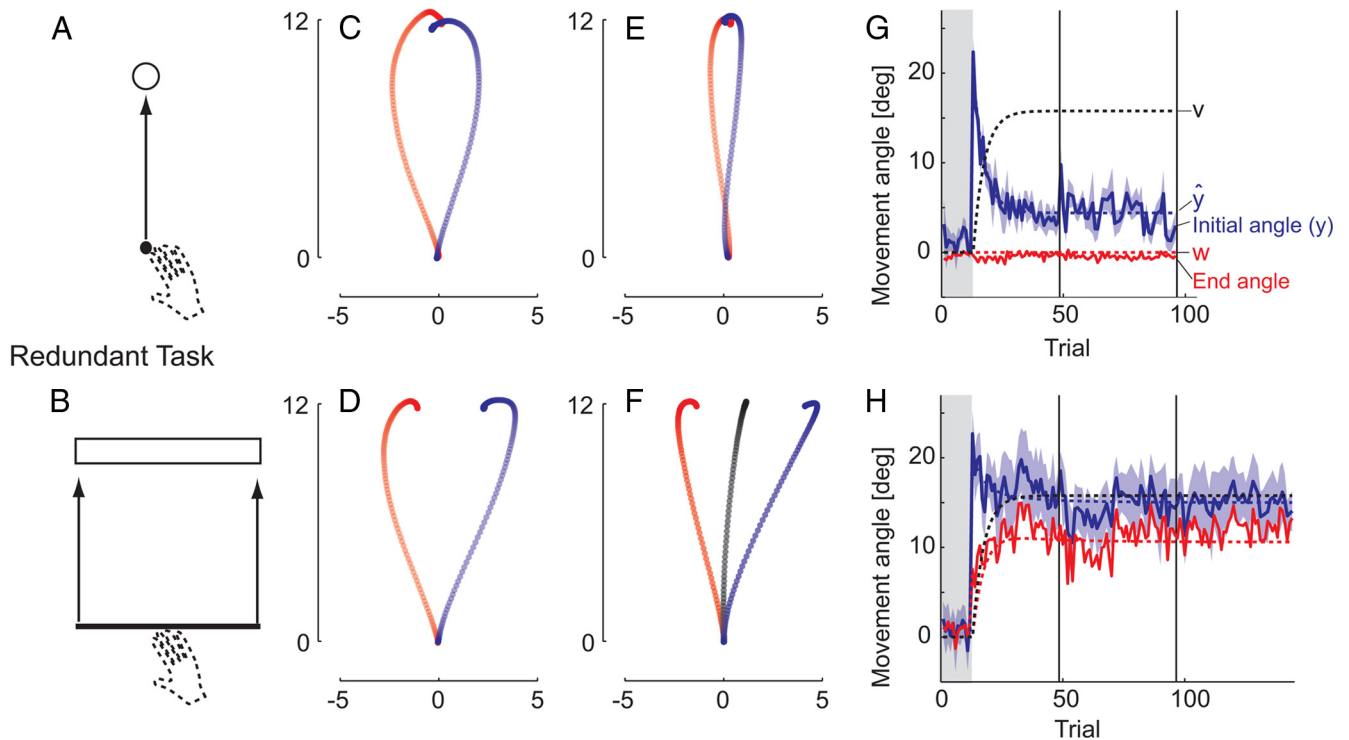 A
C
12
0
-5 0 5
E
12
0
-5 0 5
G
Movement angle [deg]
20
10
0
v
ŷ
Initial angle (y)
w
End angle
0 50 100
Trial
Redundant Task
B
D
12
0
-5 0 5
F
12
0
-5 0 5
H
Movement angle [deg]
20
10
0
0 50 100
Trial